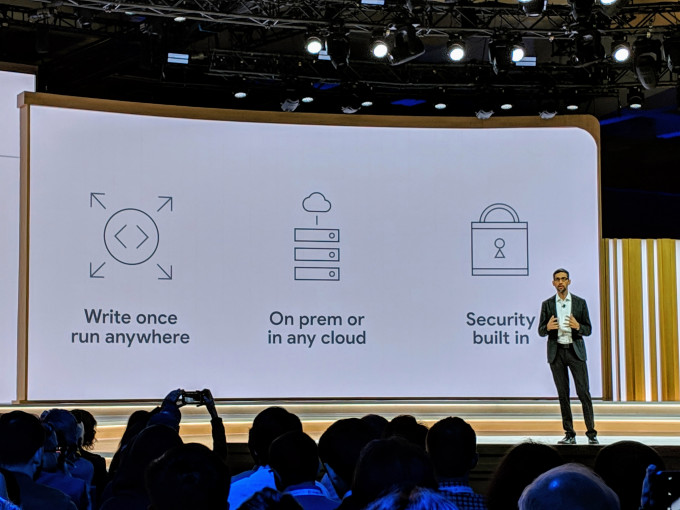 Write once
run anywhere
On prem or
in any cloud
Security
built in